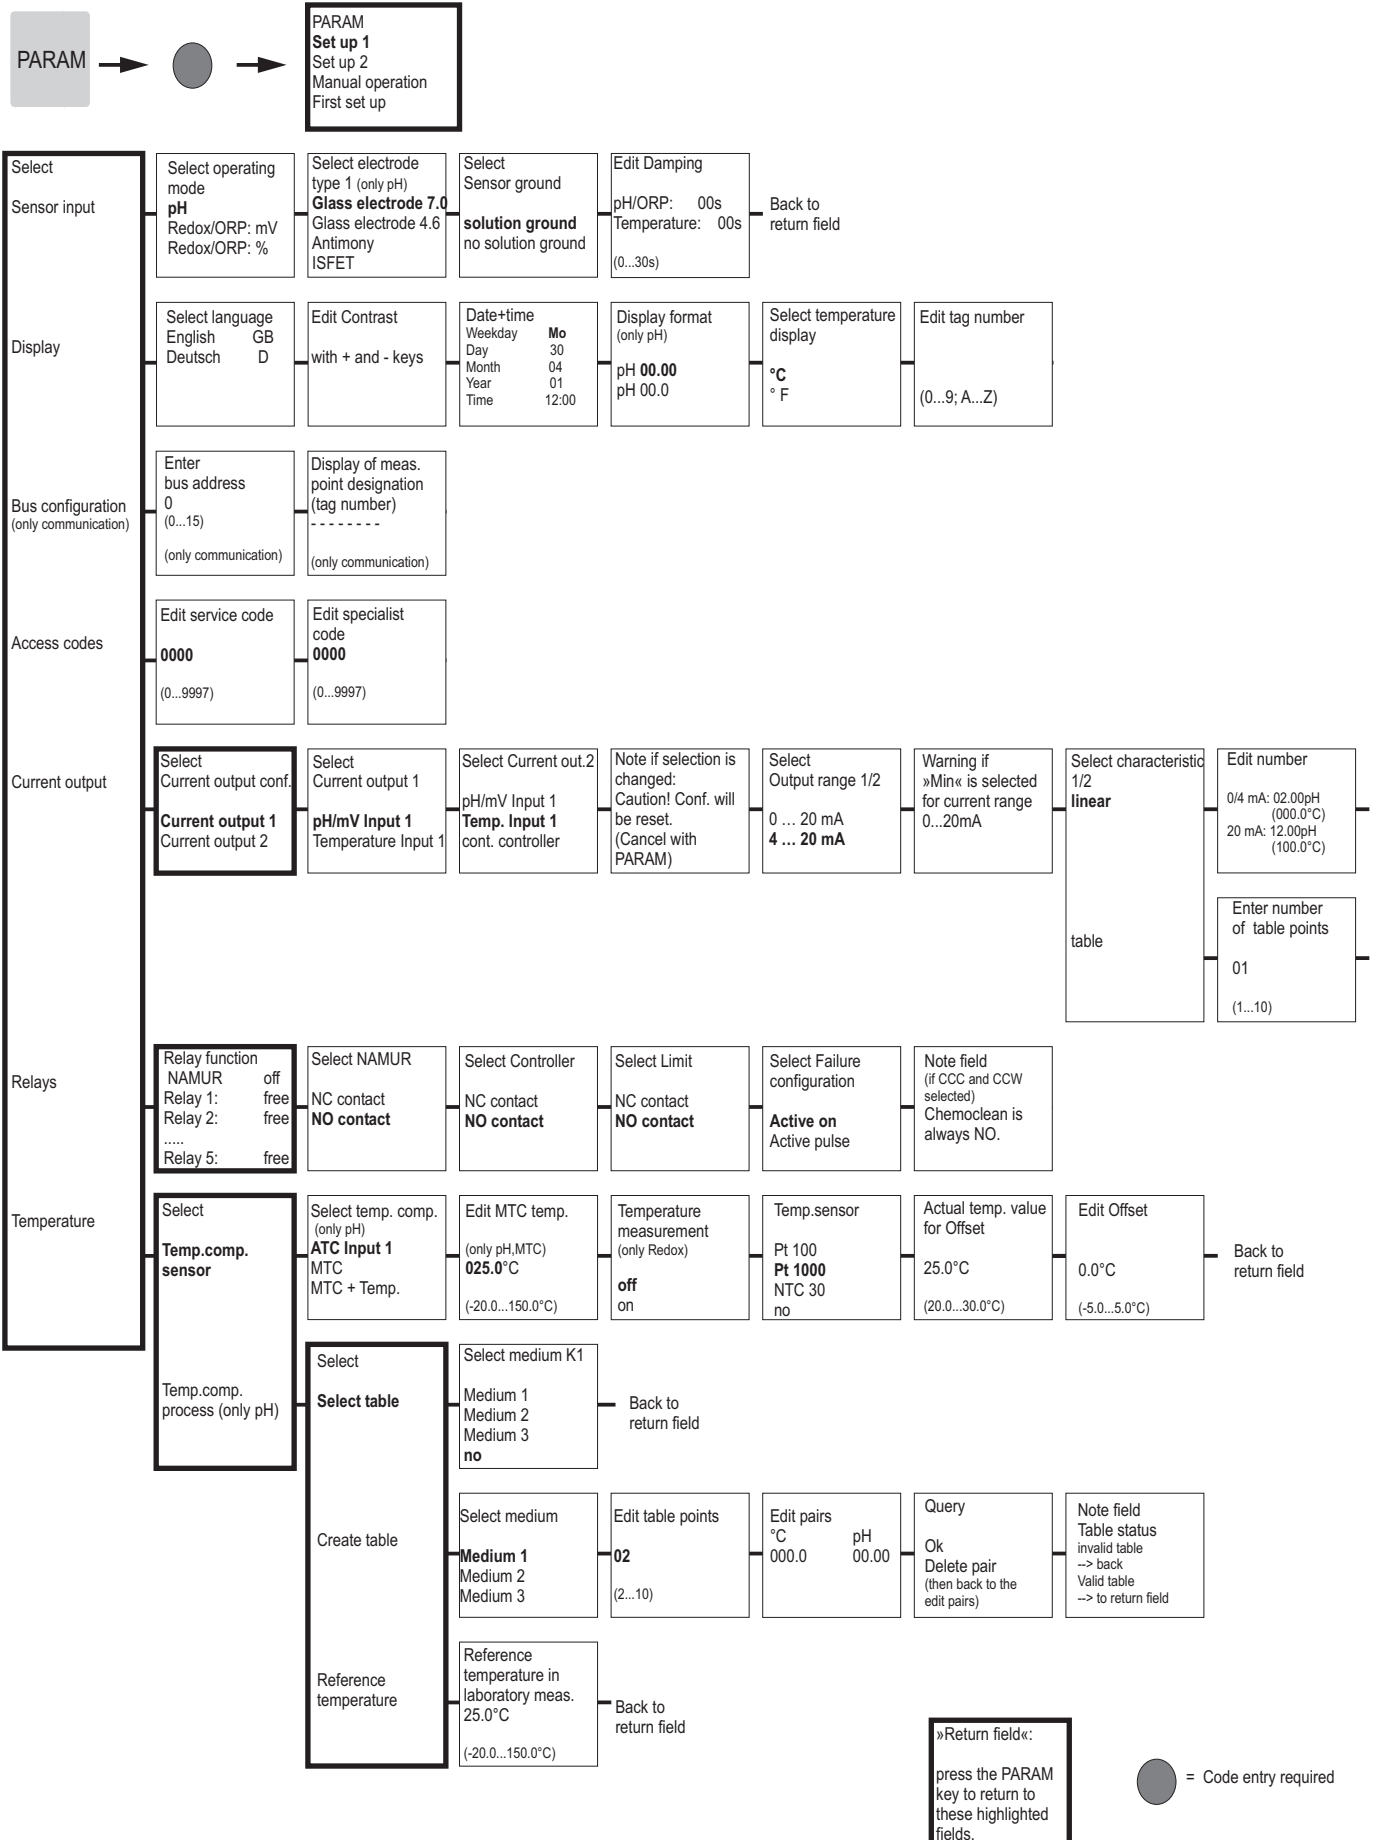 PARAM
PARAM
Set up 1
Set up 2
Manual operation
First set up
Select
Sensor input
Select operating
mode
pH
Redox/ORP: mV
Redox/ORP: %
Select electrode
type 1 (only pH)
Glass electrode 7.0
Glass electrode 4.6
Antimony
ISFET
Select
Sensor ground
solution ground
no solution ground
Edit Damping
pH/ORP: 00s
Temperature: 00s
(0...30s)
Back to
return field
Display
Select language
English GB
Deutsch D
Edit Contrast
with + and - keys
Date+time
Weekday Mo
Day 30
Month 04
Year 01
Time 12:00
Display format
(only pH)
pH 00.00
pH 00.0
Select temperature
display
°C
° F
Edit tag number
(0...9; A...Z)
Bus configuration
(only communication)
Enter
bus address
0
(0...15)
(only communication)
Display of meas.
point designation
(tag number)
- - - - - - - -
(only communication)
Access codes
Edit service code
0000
(0...9997)
Edit specialist
code
0000
(0...9997)
Current output
Select
Current output conf.
Current output 1
Current output 2
Select
Current output 1
pH/mV Input 1
Temperature Input 1
Select Current out.2
pH/mV Input 1
Temp. Input 1
cont. controller
Note if selection is
changed:
Caution! Conf. will
be reset.
(Cancel with
PARAM)
Select
Output range 1/2
0 … 20 mA
4 … 20 mA
Warning if
»Min« is selected
for current range
0...20mA
Select characteristic
1/2
linear
table
Edit number
0/4 mA: 02.00pH
(000.0°C)
20 mA: 12.00pH
(100.0°C)
Enter number
of table points
01
(1...10)
Relays
Relay function
NAMUR off
Relay 1: free
Relay 2: free
.....
Relay 5: free
Select NAMUR
NC contact
NO contact
Select Controller
NC contact
NO contact
Select Limit
NC contact
NO contact
Select Failure
configuration
Active on
Active pulse
Note field
(if CCC and CCW
selected)
Chemoclean is
always NO.
Temperature
Select
Temp.comp.
sensor
Temp.comp.
process (only pH)
Select temp. comp.
(only pH)
ATC Input 1
MTC
MTC + Temp.
Edit MTC temp.
(only pH,MTC)
025.0°C
(-20.0...150.0°C)
Temperature
measurement
(only Redox)
off
on
Temp.sensor
Pt 100
Pt 1000
NTC 30
no
Actual temp. value
for Offset
25.0°C
(20.0...30.0°C)
Edit Offset
0.0°C
(-5.0...5.0°C)
Back to
return field
Select
Select table
Create table
Reference
temperature
Select medium K1
Medium 1
Medium 2
Medium 3
no
Back to
return field
Select medium
Medium 1
Medium 2
Medium 3
Edit table points
02
(2...10)
Edit pairs
°C pH
000.0 00.00
Query
Ok
Delete pair
(then back to the
edit pairs)
Note field
Table status
invalid table
--> back
Valid table
--> to return field
Reference
temperature in
laboratory meas.
25.0°C
(-20.0...150.0°C)
Back to
return field
»Return field«:
press the PARAM
key to return to
these highlighted
fields.
= Code entry required